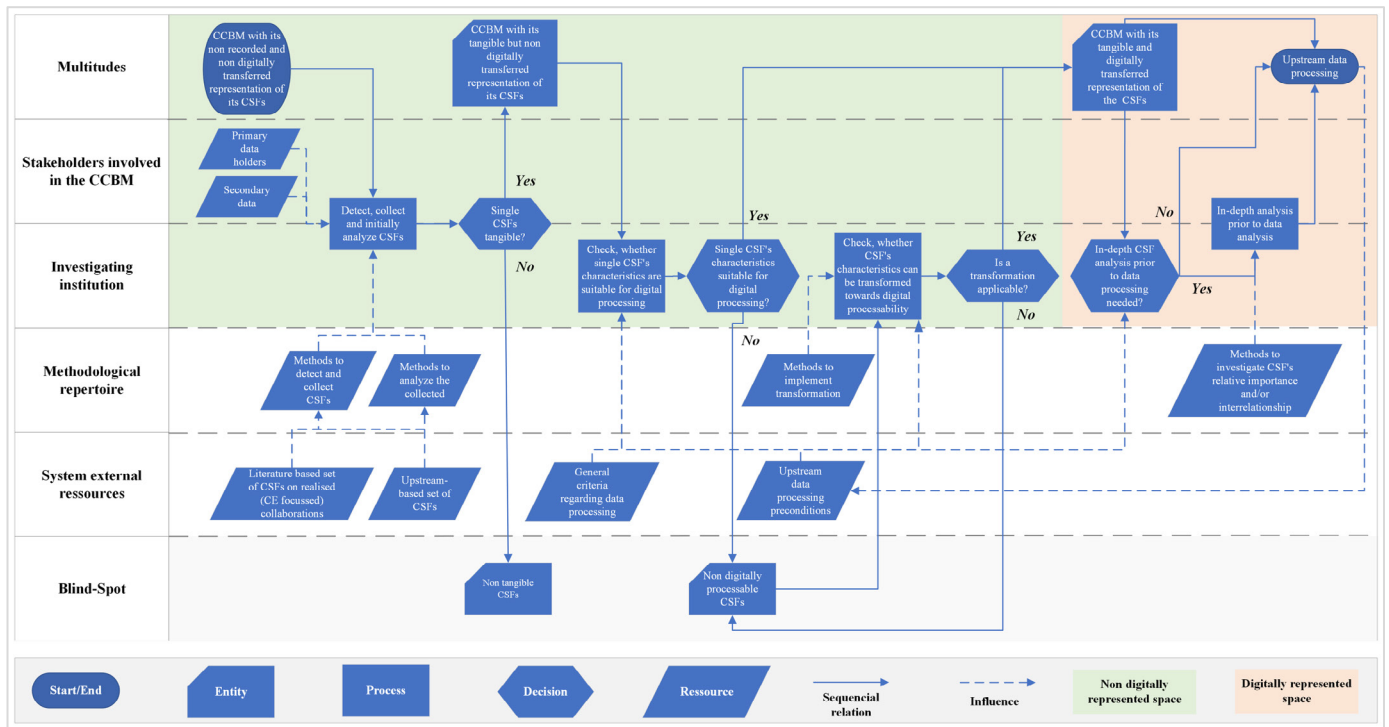 Multitudes
CCBM with its
non recorded and
non digitally
transferred
representation of
its CSFs
CCBM with its
tangible but non
digitally
transferred
representation of
its CSFs
CCBM with its
tangible and
digitally
transferred
representation of
the CSFs
Upstream data
processing
Stakeholders involved
in the CCBM
Primary
data
holders
Secondary
data
Detect, collect
and initially
analyze CSFs
Single
CSFs
tangible?
Yes
No
Yes
No
In-depth analysis
prior to data
analysis
Investigating
institution
Check, whether
single CSF's
characteristics are
suitable for digital
processing
Single CSF's
characteristics
suitable for
digital
processing?
No
Check, whether
CSF's
characteristics can
be transformed
towards digital
processability
Is a
transformation
applicable?
Yes
No
In-depth CSF
analysis prior
to data
processing
needed?
Yes
Methodological
repertoire
Methods to
detect and
collect
CSFs
Methods to
analyze the
collected
Methods to
implement
transformation
Methods to
investigate CSF's
relative importance
and/or
interrelationship
System external
ressources
Literature based set
of CSFs on realised
(CE focussed)
collaborations
Upstream-
based set of
CSFs
General
criteria
regarding data
processing
Upstream
data
processing
preconditions
Blind-Spot
Non tangible
CSFs
Non digitally
processable
CSFs
Start/End
Entity
Process
Decision
Ressource
Sequencial
relation
Influence
Non digitally
represented space
Digitally represented
space